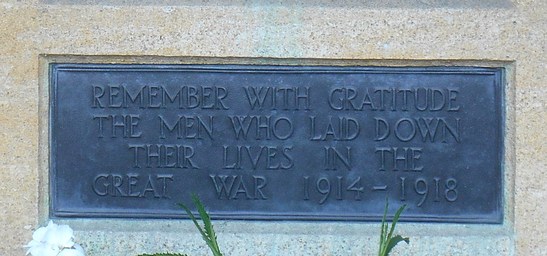 REMEMBER WITH GRATITUDE
THE MEN WHO LAID DOWN
THEIR LIVES IN THE
GREAT WAR 1914-1918